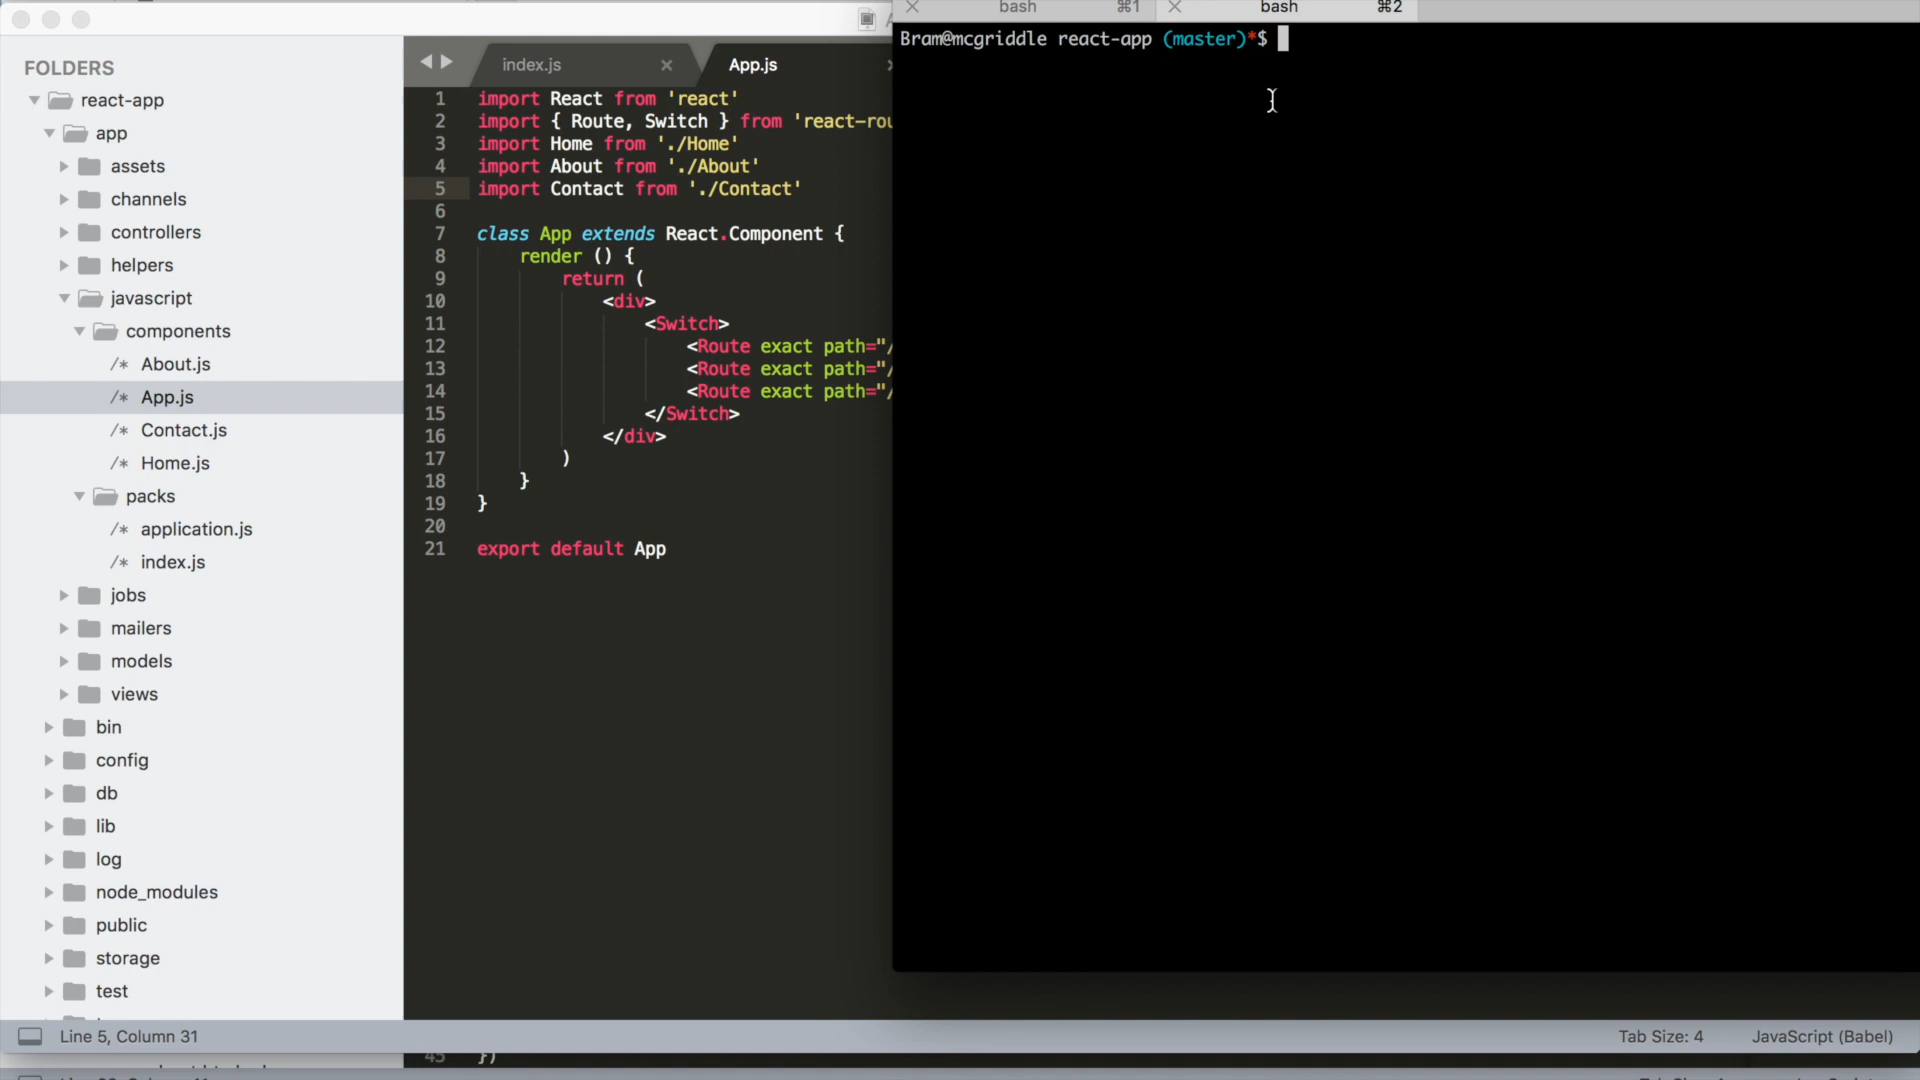 FOLDERS
react-app
app
assets
channels
controllers
helpers
javascript
components
/* About.js
/* App.js
/* Contact.js
/* Home.js
packs
/* application.js
/* index.js
jobs
mailers
models
views
bin
config
db
lib
log
node_modules
public
storage
test
index.js
App.js
1 import React from 'react'
2 import { Route, Switch } from 'react-rou
3 import Home from './Home'
4 import About from './About'
5 import Contact from './Contact'
6
7 class App extends React.Component {
8 render () {
9 return (
10 <div>
11 <Switch>
12 <Route exact path="/
13 <Route exact path="/
14 <Route exact path="/
15 </Switch>
16 </div>
17 )
18 }
19 }
20
21 export default App
45 })
bash ⌘1
bash ⌘2
Bram@mcgriddle react-app (master)*$
Line 5, Column 31
Tab Size: 4
JavaScript (Babel)